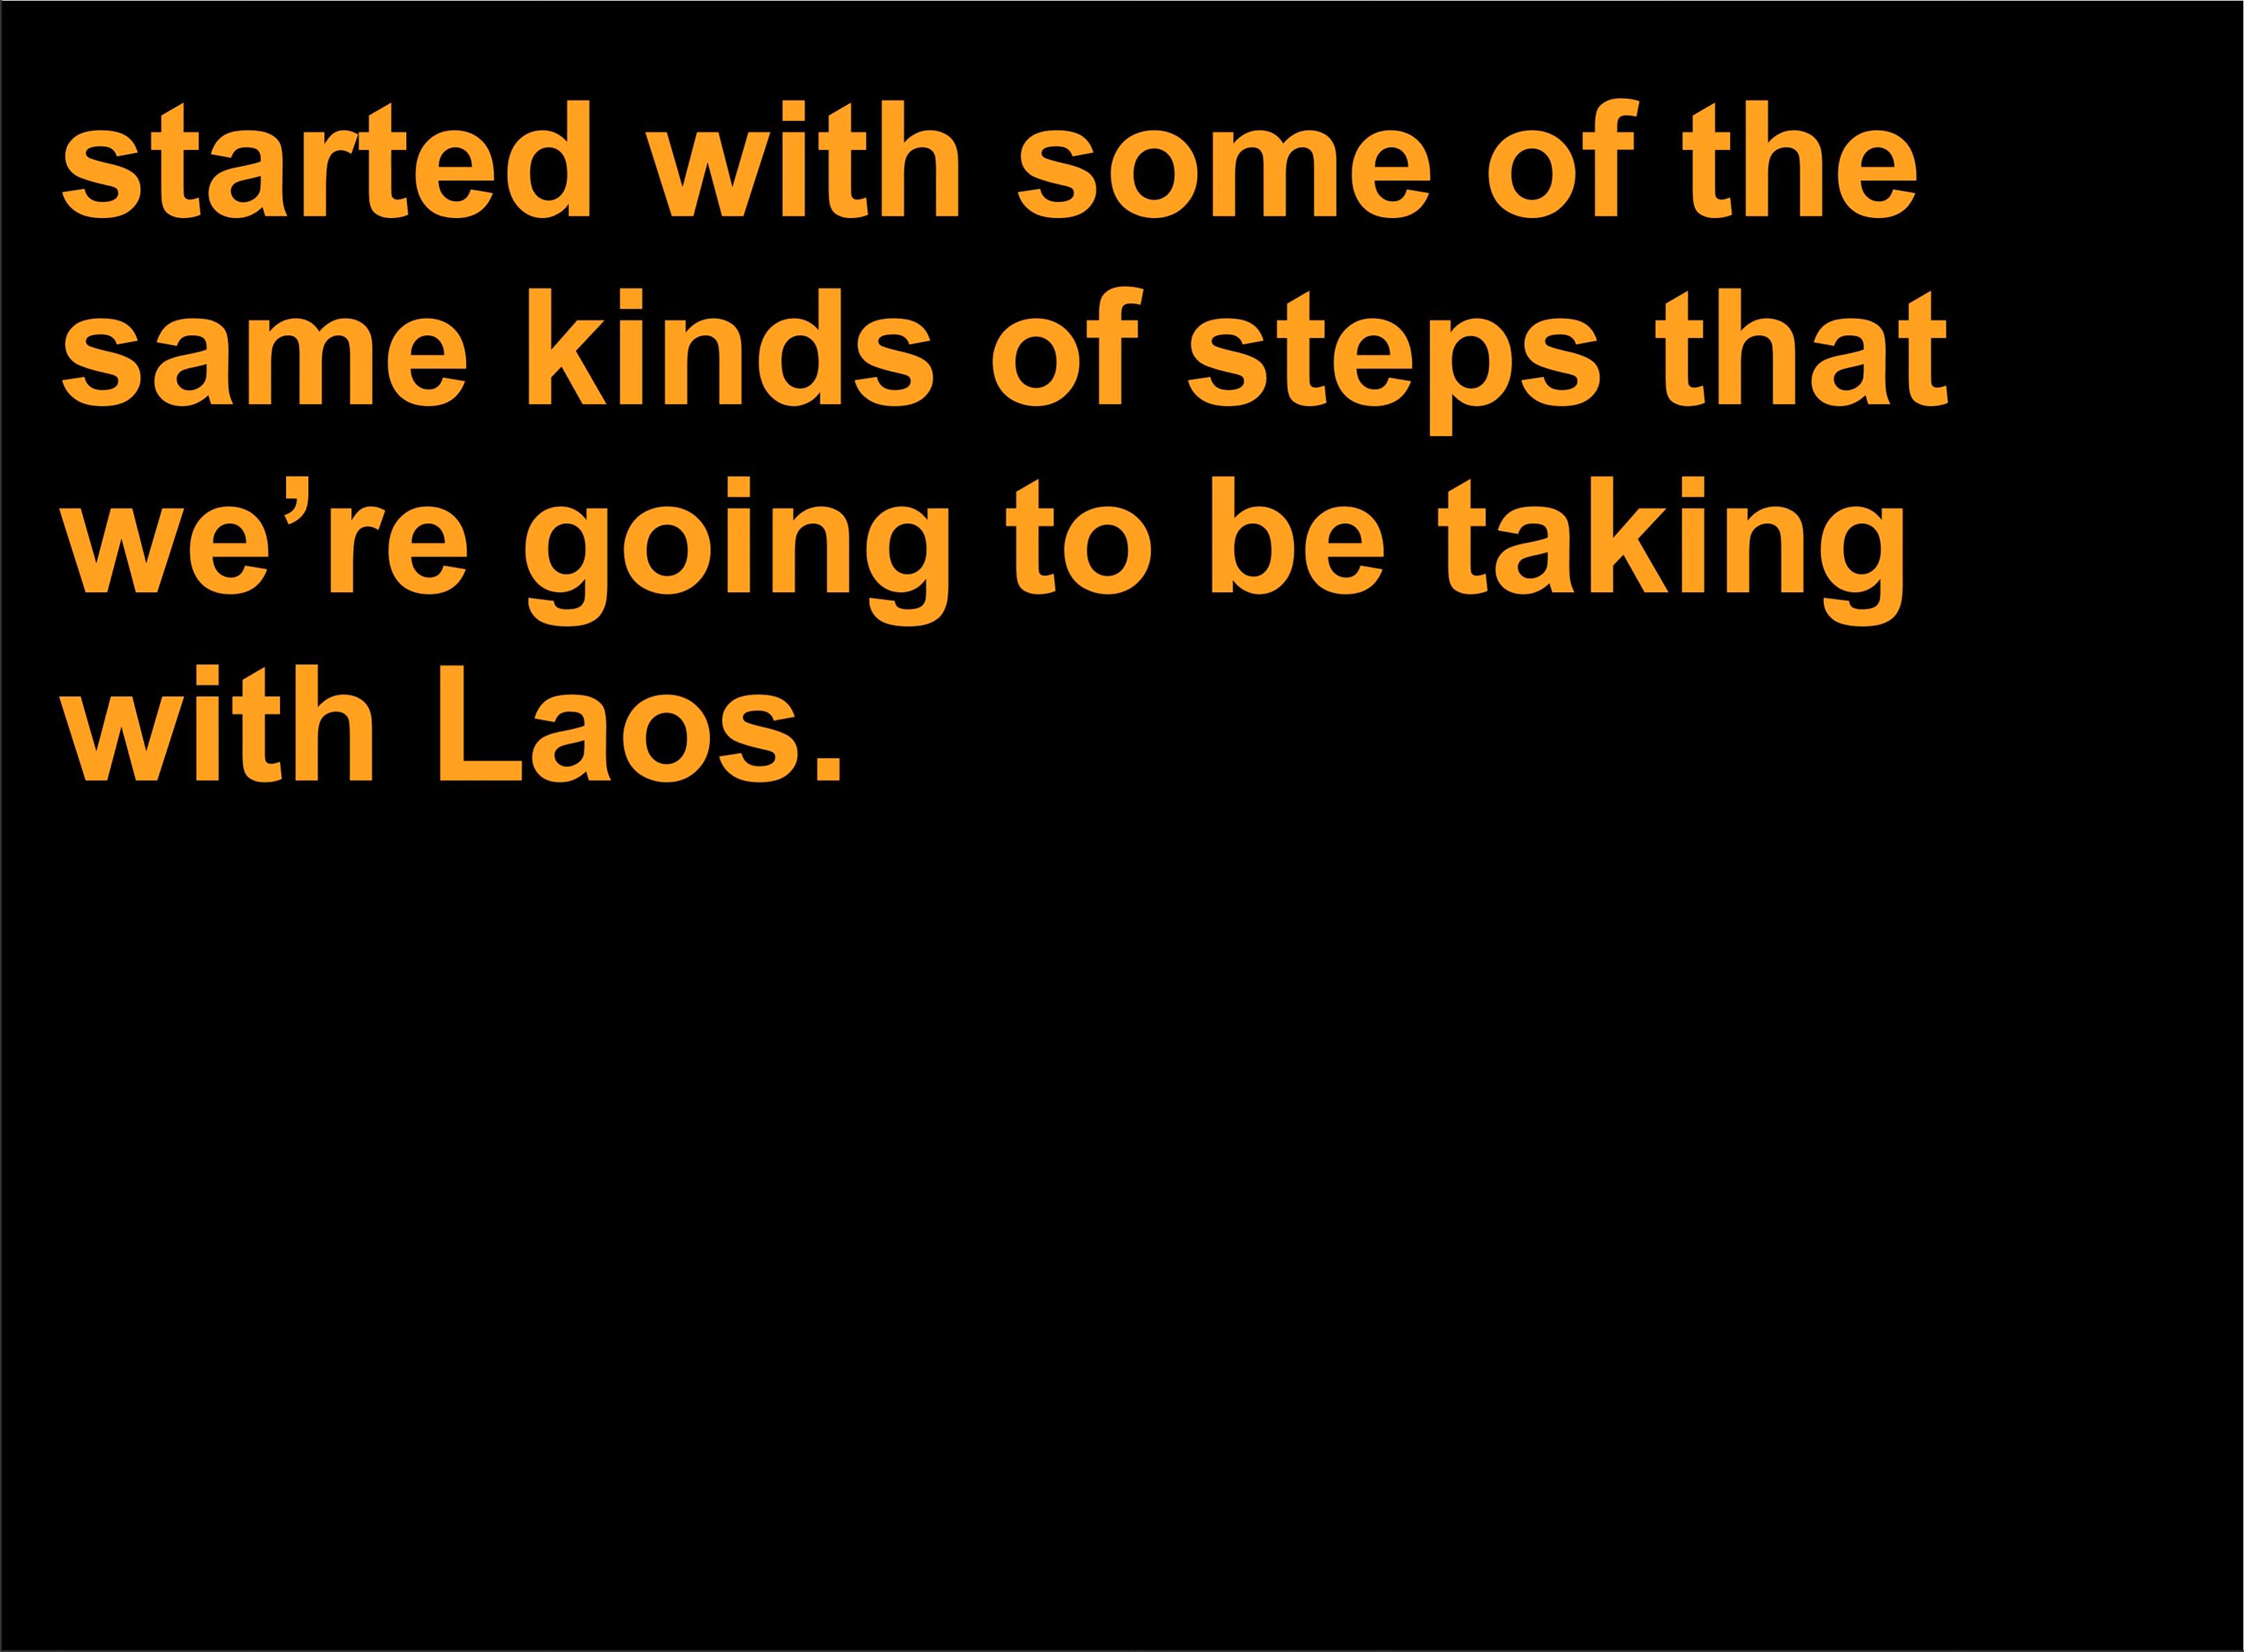 started with some of the
same kinds of steps that
we’re going to be taking
with Laos.